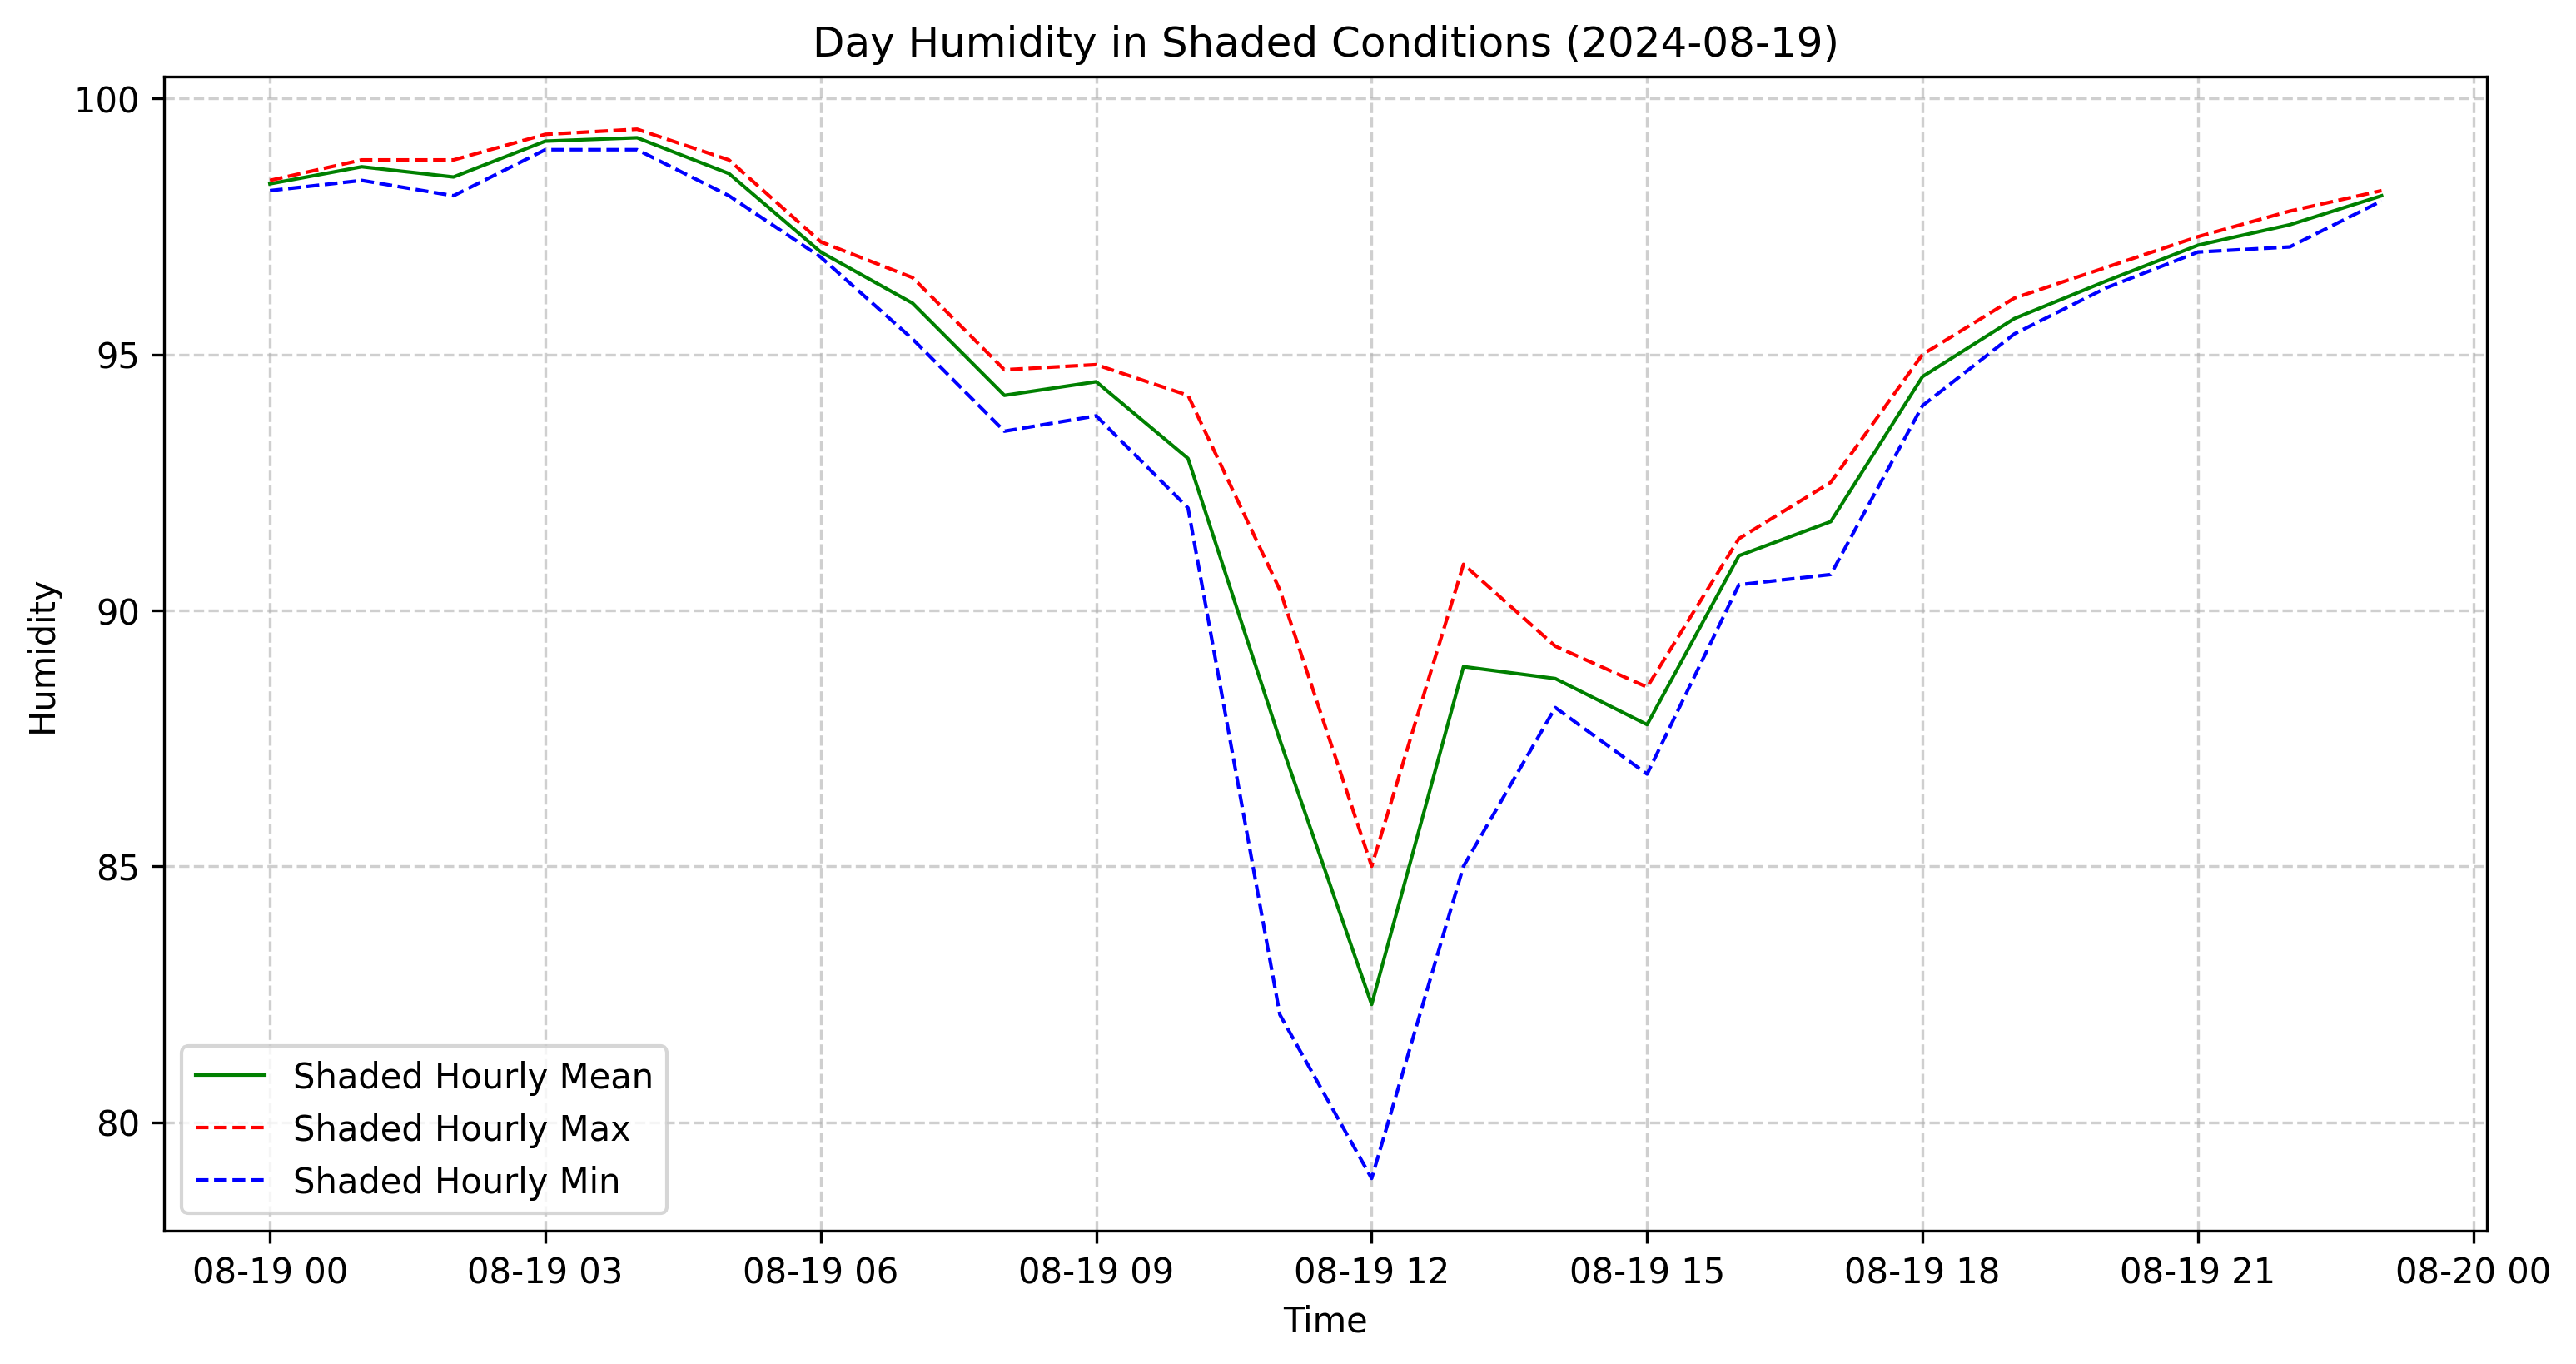 Day Humidity in Shaded Conditions (2024-08-19)
100
95
90
85
80
Humidity
Shaded Hourly Mean
Shaded Hourly Max
Shaded Hourly Min
08-19 00 08-19 03 08-19 06 08-19 09 08-19 12 08-19 15 08-19 18 08-19 21 08-20 00
Time